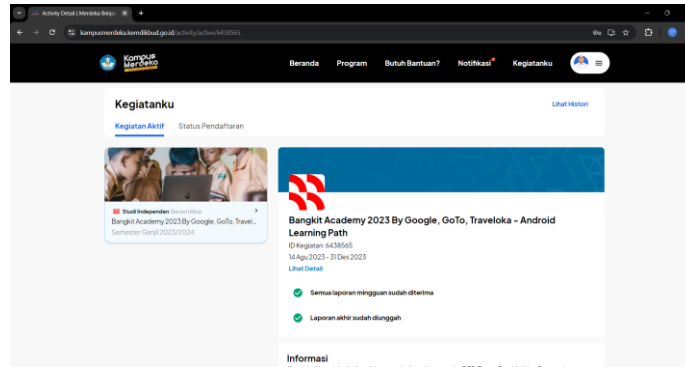 Activity Detail | Merdeka Belaja
kampusmerdeka.kemdikbud.go.id/activity/active/6438565
Kampus
Merdeka
Beranda Program Butuh Bantuan? Notifikasi Kegiatanku
Kegiatanku
Lihat Histori
Kegiatan Aktif Status Pendaftaran
Studi Independen Bersertifikat
Bangkit Academy 2023 By Google, GoTo, Travel...
Semester Ganjil 2023/2024
Bangkit Academy 2023 By Google, GoTo, Traveloka - Android
Learning Path
ID Kegiatan: 6438565
14 Agu 2023 - 31 Des 2023
Lihat Detail
Semua laporan mingguan sudah diterima
Laporan akhir sudah diunggah
Informasi